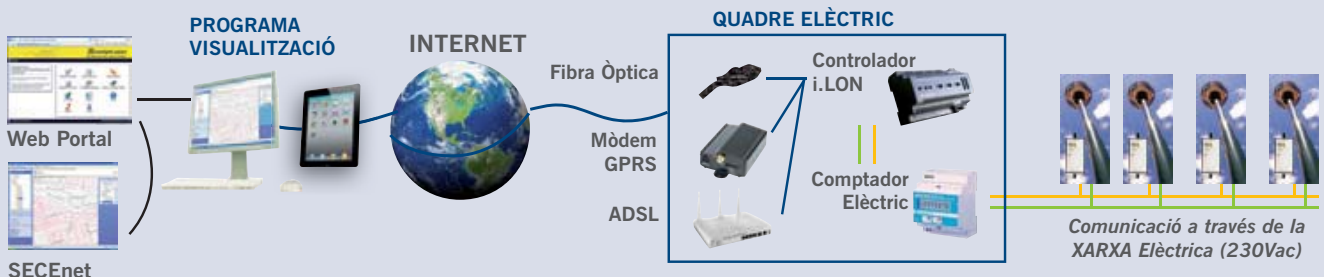 PROGRAMA
VISUALITZACIÓ
INTERNET
QUADRE ELÈCTRIC
Web Portal
SECEnet
Fibra Òptica
Mòdem
GPRS
ADSL
Controlador
i.LON
Comptador
Elèctric
Comunicació a través de la
XARXA Elèctrica (230Vac)